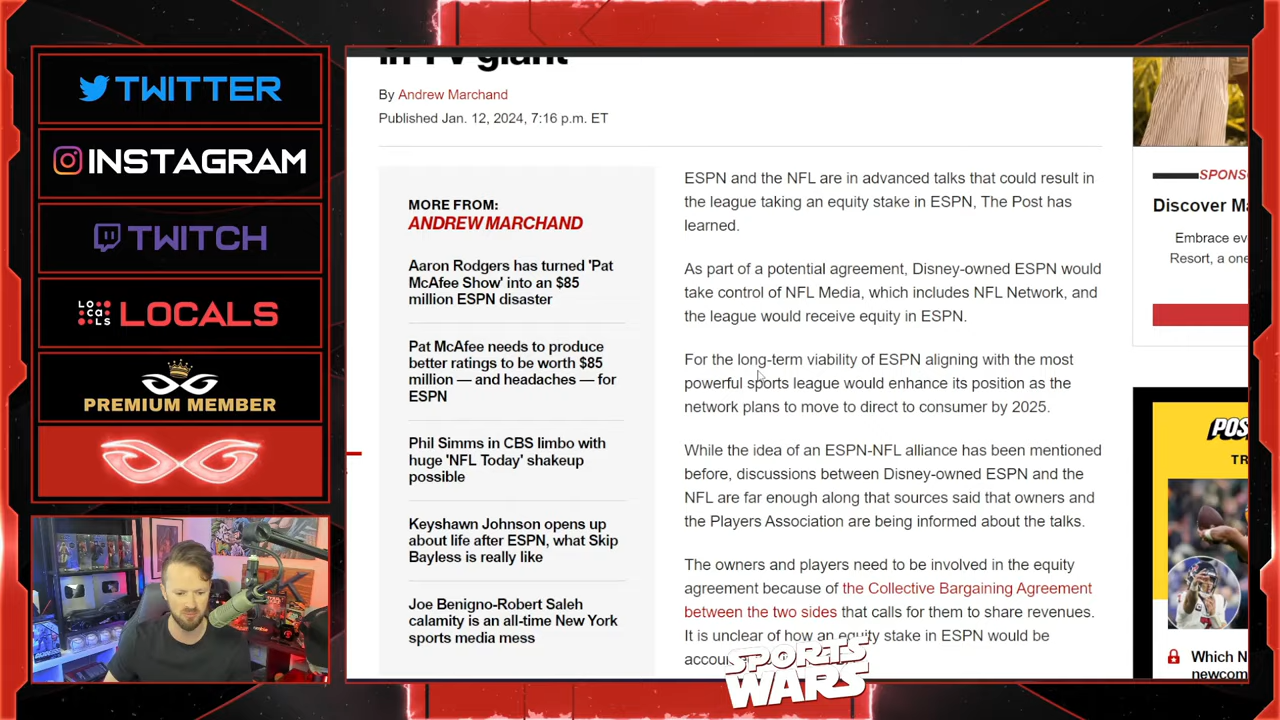 TWITTER
INSTAGRAM
TWITCH
LOCALS
LOCALS
PREMIUM MEMBER
in TV giant
By Andrew Marchand
Published Jan. 12, 2024, 7:16 p.m. ET
MORE FROM:
ANDREW MARCHAND
Aaron Rodgers has turned 'Pat
McAfee Show' into an $85
million ESPN disaster
Pat McAfee needs to produce
better ratings to be worth $85
million — and headaches — for
ESPN
Phil Simms in CBS limbo with
huge 'NFL Today' shakeup
possible
Keyshawn Johnson opens up
about life after ESPN, what Skip
Bayless is really like
Joe Benigno-Robert Saleh
calamity is an all-time New York
sports media mess
ESPN and the NFL are in advanced talks that could result in
the league taking an equity stake in ESPN, The Post has
learned.
As part of a potential agreement, Disney-owned ESPN would
take control of NFL Media, which includes NFL Network, and
the league would receive equity in ESPN.
For the long-term viability of ESPN aligning with the most
powerful sports league would enhance its position as the
network plans to move to direct to consumer by 2025.
While the idea of an ESPN-NFL alliance has been mentioned
before, discussions between Disney-owned ESPN and the
NFL are far enough along that sources said that owners and
the Players Association are being informed about the talks.
The owners and players need to be involved in the equity
agreement because of the Collective Bargaining Agreement
between the two sides that calls for them to share revenues.
It is unclear of how an equity stake in ESPN would be
accou
SPONS
Discover Ma
Embrace ev
Resort, a one
POS
TR
Which N
newcom
SPORTS
WARS